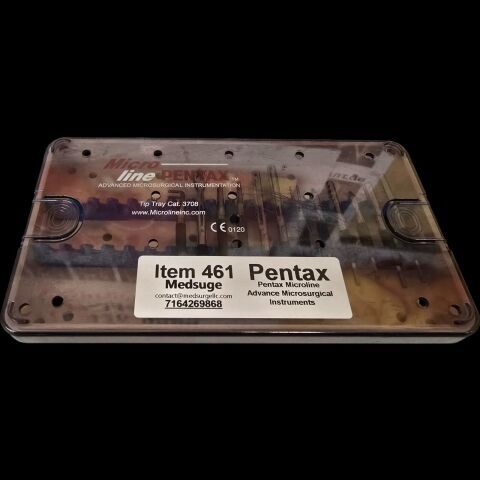 Micro
line PENTAX™
ADVANCED MICROSURGICAL INSTRUMENTATION
Tip Tray Cat. 3708
www.Microlineinc.com
CE 0120
Item 461
Medsuge
contact@medsurgellc.com
7164269868
Pentax
Pentax Microline
Advance Microsurgical
Instruments